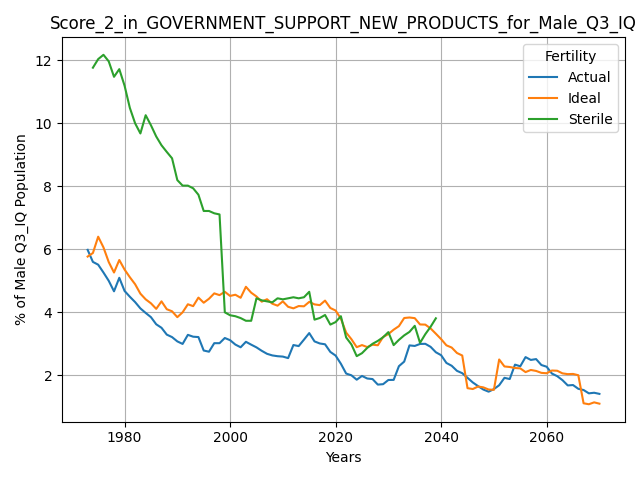 Score_2_in_GOVERNMENT_SUPPORT_NEW_PRODUCTS_for_Male_Q3_IQ
Fertility
Actual
Ideal
Sterile
% of Male Q3_IQ Population
12
10
8
6
4
2
1980 2000 2020 2040 2060
Years